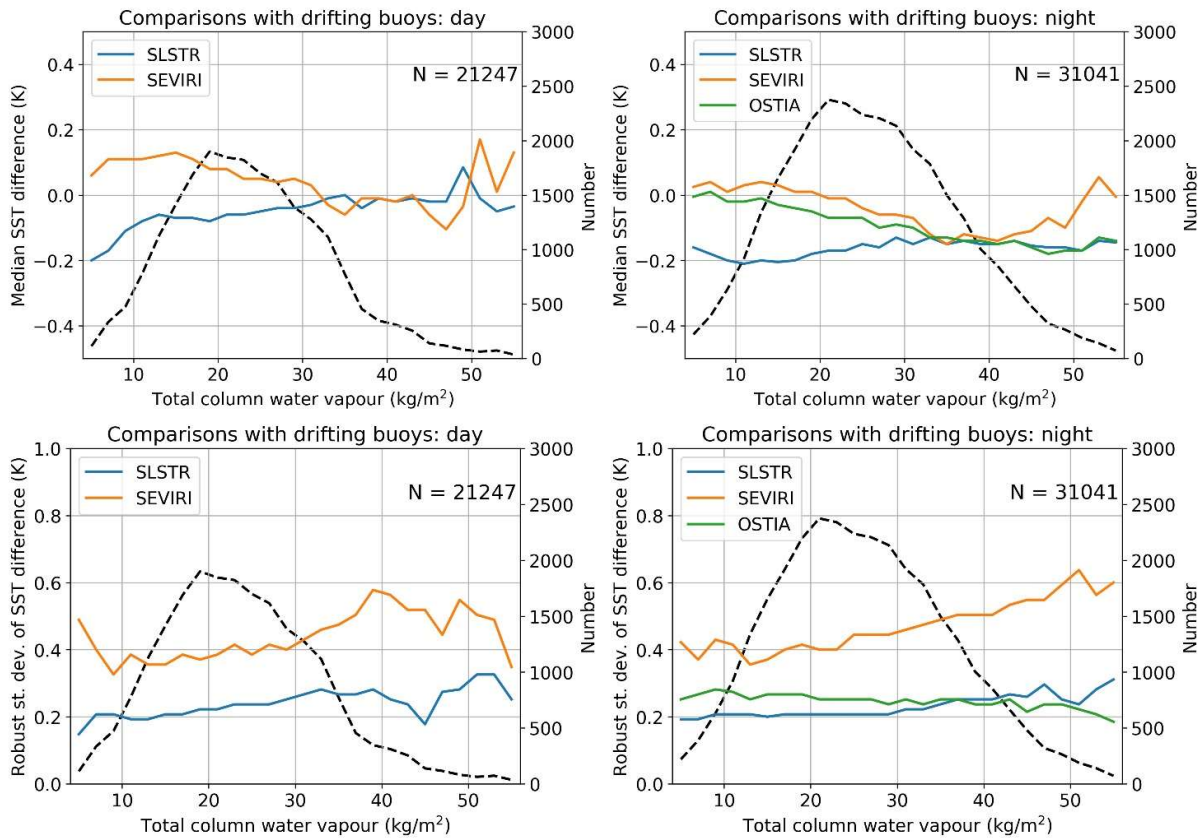 Comparisons with drifting buoys: day
SLSTR
SEVIRI
N = 21247
0.4
0.2
0.0
−0.2
−0.4
Median SST difference (K)
3000
2500
2000
1500
1000
500
0
Number
10 20 30 40 50
Total column water vapour (kg/m²)
Comparisons with drifting buoys: night
SLSTR
SEVIRI
OSTIA
N = 31041
0.4
0.2
0.0
−0.2
−0.4
Median SST difference (K)
3000
2500
2000
1500
1000
500
0
Number
10 20 30 40 50
Total column water vapour (kg/m²)
Comparisons with drifting buoys: day
SLSTR
SEVIRI
N = 21247
1.0
0.8
0.6
0.4
0.2
0.0
Robust st. dev. of SST difference (K)
3000
2500
2000
1500
1000
500
0
Number
10 20 30 40 50
Total column water vapour (kg/m²)
Comparisons with drifting buoys: night
SLSTR
SEVIRI
OSTIA
N = 31041
1.0
0.8
0.6
0.4
0.2
0.0
Robust st. dev. of SST difference (K)
3000
2500
2000
1500
1000
500
0
Number
10 20 30 40 50
Total column water vapour (kg/m²)